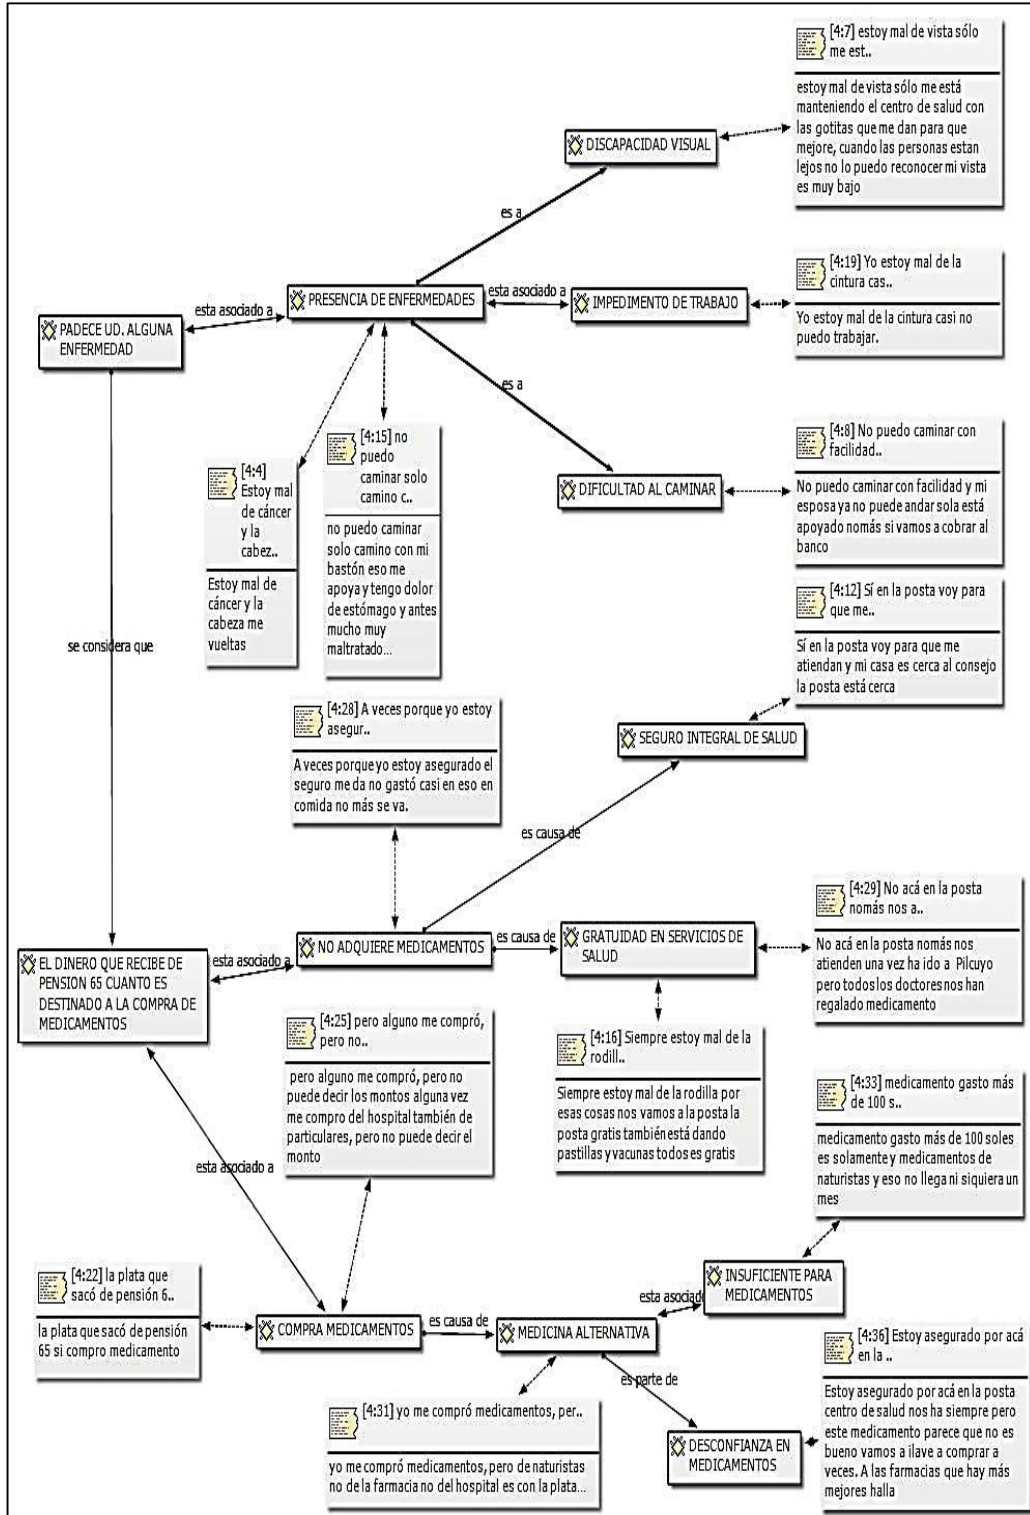 [4:7] estoy mal de vista sólo
me est..
estoy mal de vista sólo me está
manteniendo el centro de salud con
las gotitas que me dan para que
mejore, cuando las personas estan
lejos no lo puedo reconocer mi vista
es muy bajo
DISCAPACIDAD VISUAL
es a
[4:19] Yo estoy mal de la
cintura cas..
Yo estoy mal de la cintura casi no
puedo trabajar.
PRESENCIA DE ENFERMEDADES
esta asociado a
IMPEDIMENTO DE TRABAJO
esta asociado a
PADECE UD. ALGUNA
ENFERMEDAD
es a
[4:8] No puedo caminar con
facilidad..
No puedo caminar con facilidad y mi
esposa ya no puede andar sola está
apoyado nomás si vamos a cobrar al
banco
DIFICULTAD AL CAMINAR
[4:4]
Estoy mal
de cáncer
y la
cabez..
Estoy mal de
cáncer y la
cabeza me
vueltas
[4:15] no
puedo
caminar solo
camino c..
no puedo caminar
solo camino con mi
bastón eso me
apoya y tengo dolor
de estómago y antes
mucho muy
maltratado...
[4:12] Sí en la posta voy para
que me..
Sí en la posta voy para que me
atiendan y mi casa es cerca al consejo
la posta está cerca
se considera que
[4:28] A veces porque yo estoy
asegur..
A veces porque yo estoy asegurado el
seguro me da no gastó casi en eso en
comida no más se va.
SEGURO INTEGRAL DE SALUD
es causa de
[4:29] No acá en la posta
nomás nos a..
No acá en la posta nomás nos
atienden una vez ha ido a Pilcuyo
pero todos los doctores nos han
regalado medicamento
NO ADQUIERE MEDICAMENTOS
es causa de
GRATUIDAD EN SERVICIOS DE
SALUD
EL DINERO QUE RECIBE DE
PENSION 65 CUANTO ES
DESTINADO A LA COMPRA DE
MEDICAMENTOS
esta asociado a
[4:25] pero alguno me compró,
pero no..
pero alguno me compró, pero no
puede decir los montos alguna vez
me compro del hospital también de
particulares, pero no puede decir el
monto
[4:16] Siempre estoy mal de la
rodill..
Siempre estoy mal de la rodilla por
esas cosas nos vamos a la posta la
posta gratis también está dando
pastillas y vacunas todos es gratis
[4:33] medicamento gasto más
de 100 s..
medicamento gasto más de 100 soles
es solamente y medicamentos de
naturistas y eso no llega ni siquiera un
mes
esta asociado a
[4:22] la plata que
sacó de pensión 6..
la plata que sacó de pensión
65 si compro medicamento
COMPRA MEDICAMENTOS
es causa de
MEDICINA ALTERNATIVA
esta asociado
INSUFICIENTE PARA
MEDICAMENTOS
es parte de
[4:36] Estoy asegurado por acá
en la ..
Estoy asegurado por acá en la posta
centro de salud nos ha siempre pero
este medicamento parece que no es
bueno vamos a ilave a comprar a
veces. A las farmacias que hay más
mejores halla
[4:31] yo me compró medicamentos, per..
yo me compró medicamentos, pero de naturistas
no de la farmacia no del hospital es con la plata...
DESCONFIANZA EN
MEDICAMENTOS